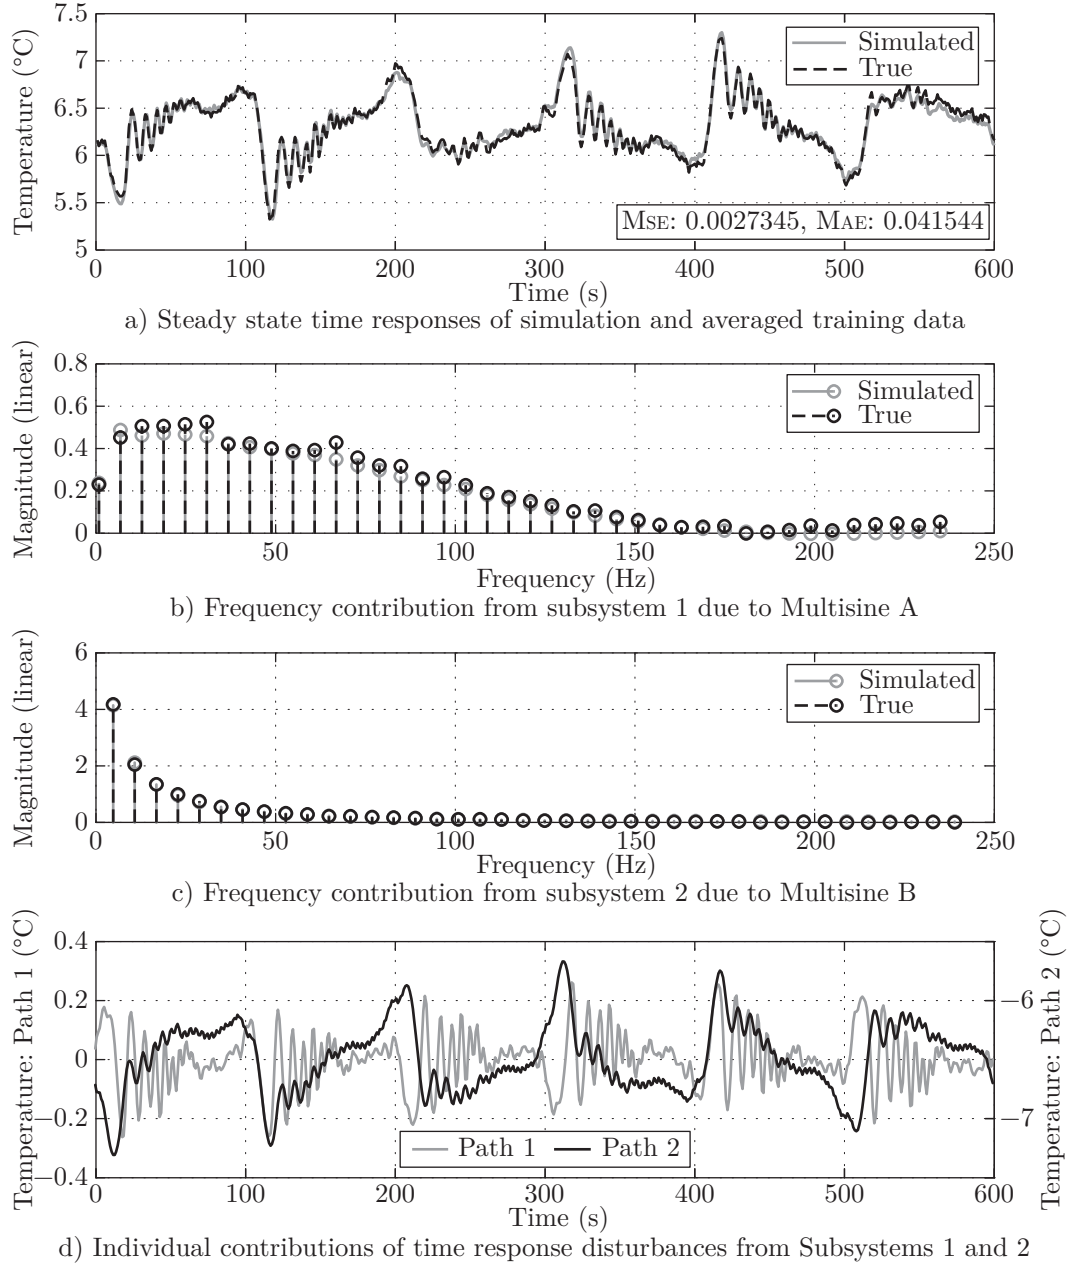 7.5
7
6.5
6
5.5
5
Temperature (°C)
Simulated
True
MSE: 0.0027345, MAE: 0.041544
0 100 200 300 400 500 600
Time (s)
a) Steady state time responses of simulation and averaged training data
0.8
0.6
0.4
0.2
0
Magnitude (linear)
Simulated
True
0 50 100 150 200 250
Frequency (Hz)
b) Frequency contribution from subsystem 1 due to Multisine A
6
4
2
0
Magnitude (linear)
Simulated
True
0 50 100 150 200 250
Frequency (Hz)
c) Frequency contribution from subsystem 2 due to Multisine B
0.4
0.2
0
−0.2
−0.4
Temperature: Path 1 (°C)
−6
−7
Temperature: Path 2 (°C)
Path 1 Path 2
0 100 200 300 400 500 600
Time (s)
d) Individual contributions of time response disturbances from Subsystems 1 and 2